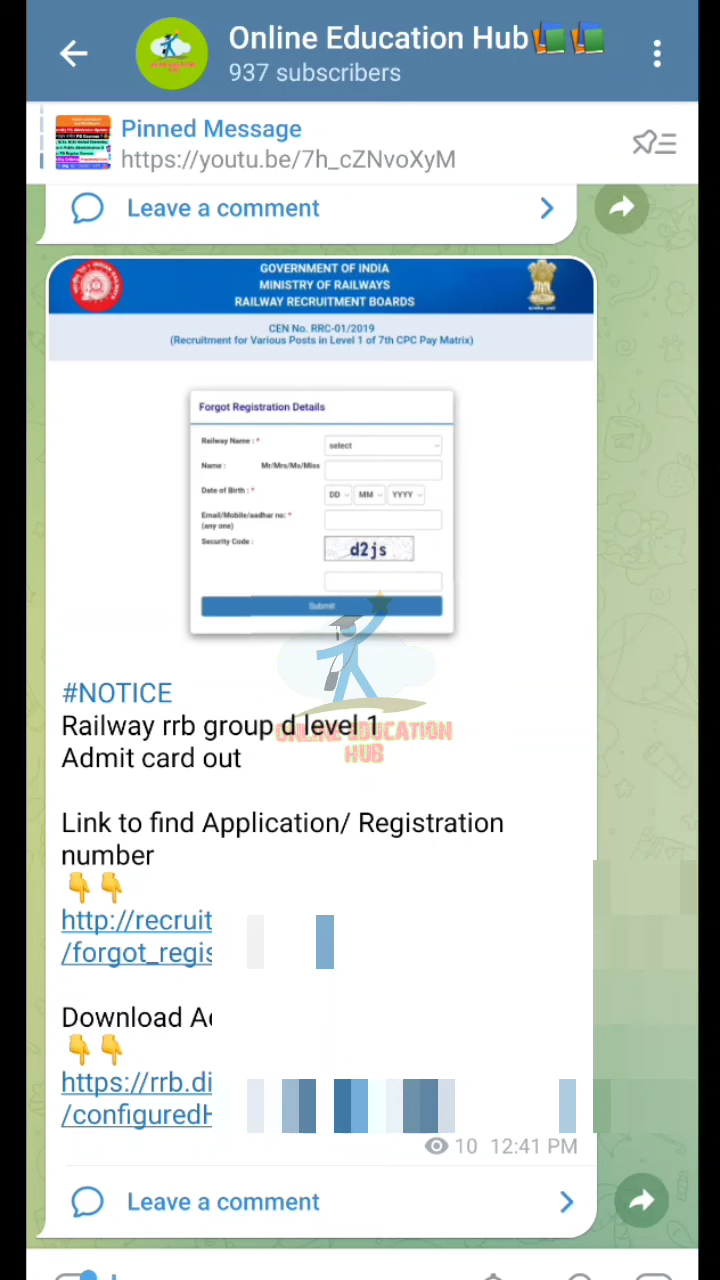 Online Education Hub
937 subscribers
Pinned Message
https://youtu.be/7h_cZNvoXyM
Leave a comment
GOVERNMENT OF INDIA
MINISTRY OF RAILWAYS
RAILWAY RECRUITMENT BOARDS
CEN No. RRC-01/2019
(Recruitment for Various Posts in Level 1 of 7th CPC Pay Matrix)
Forgot Registration Details
Railway Name : * select
Name : Mr/Mrs/Ms/Miss
Date of Birth : * DD MM YYYY
Email/Mobile/aadhar no: *
(any one)
Security Code : d2js
Submit
#NOTICE
Railway rrb group d level 1
Admit card out
ONLINE EDUCATION
HUB
Link to find Application/ Registration
number
👇👇
http://recruit
/forgot_regis
Download A
👇👇
https://rrb.di
/configured
10 12:41 PM
Leave a comment